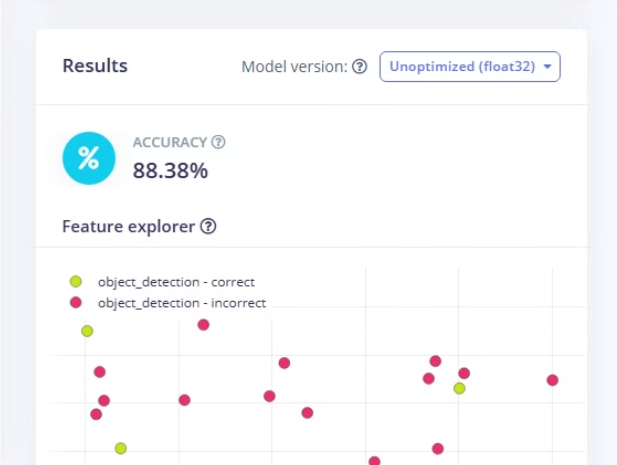 Results
Model version: Unoptimized (float32)
% ACCURACY
88.38%
Feature explorer
object_detection - correct
object_detection - incorrect